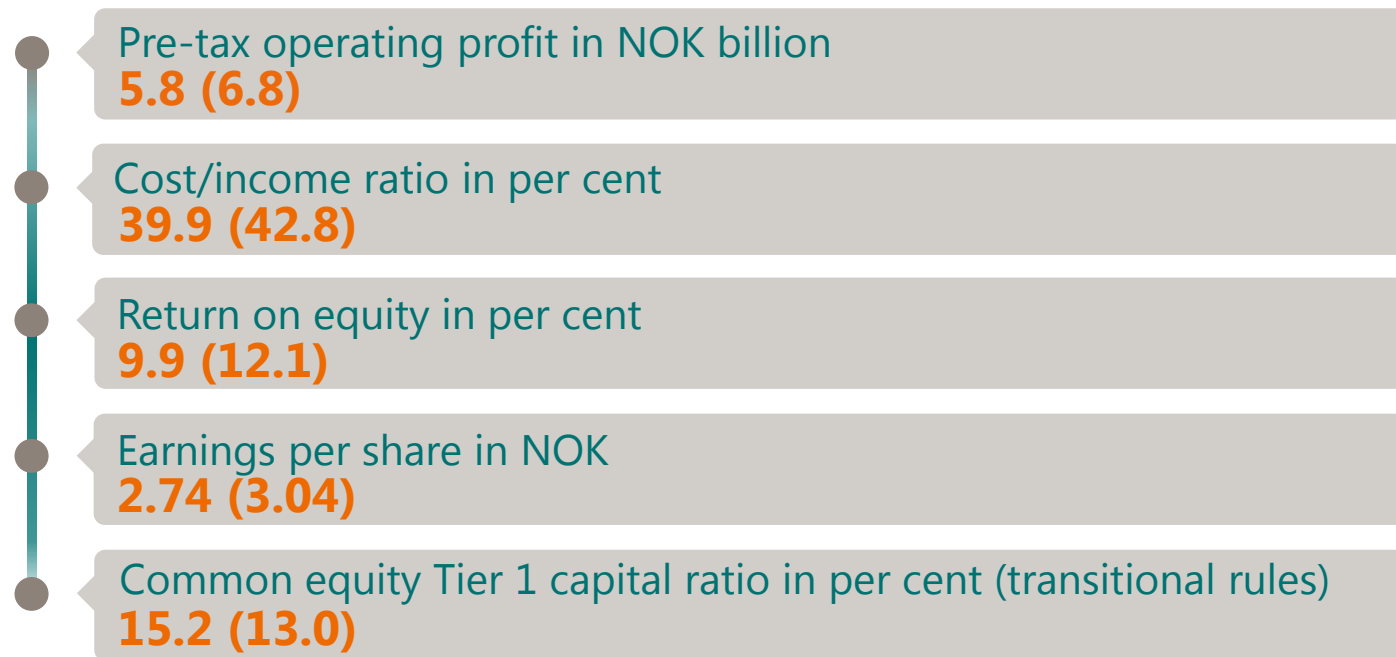 Pre-tax operating profit in NOK billion
5.8 (6.8)
Cost/income ratio in per cent
39.9 (42.8)
Return on equity in per cent
9.9 (12.1)
Earnings per share in NOK
2.74 (3.04)
Common equity Tier 1 capital ratio in per cent (transitional rules)
15.2 (13.0)